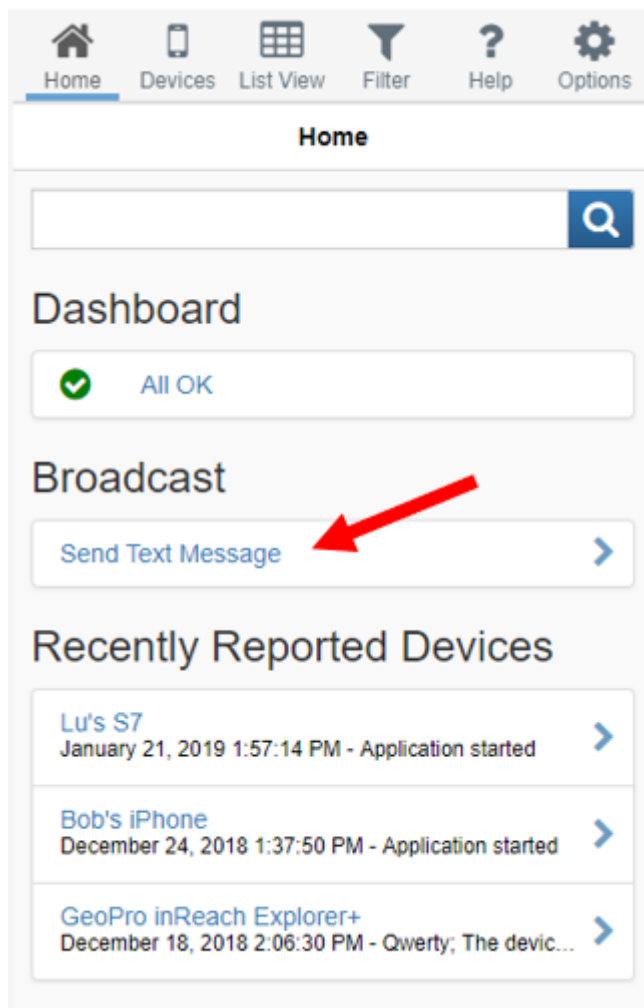 Home Devices List View Filter Help Options
Home
Dashboard
All OK
Broadcast
Send Text Message
Recently Reported Devices
Lu's S7
January 21, 2019 1:57:14 PM - Application started
Bob's iPhone
December 24, 2018 1:37:50 PM - Application started
GeoPro inReach Explorer+
December 18, 2018 2:06:30 PM - Qwerty; The devic...